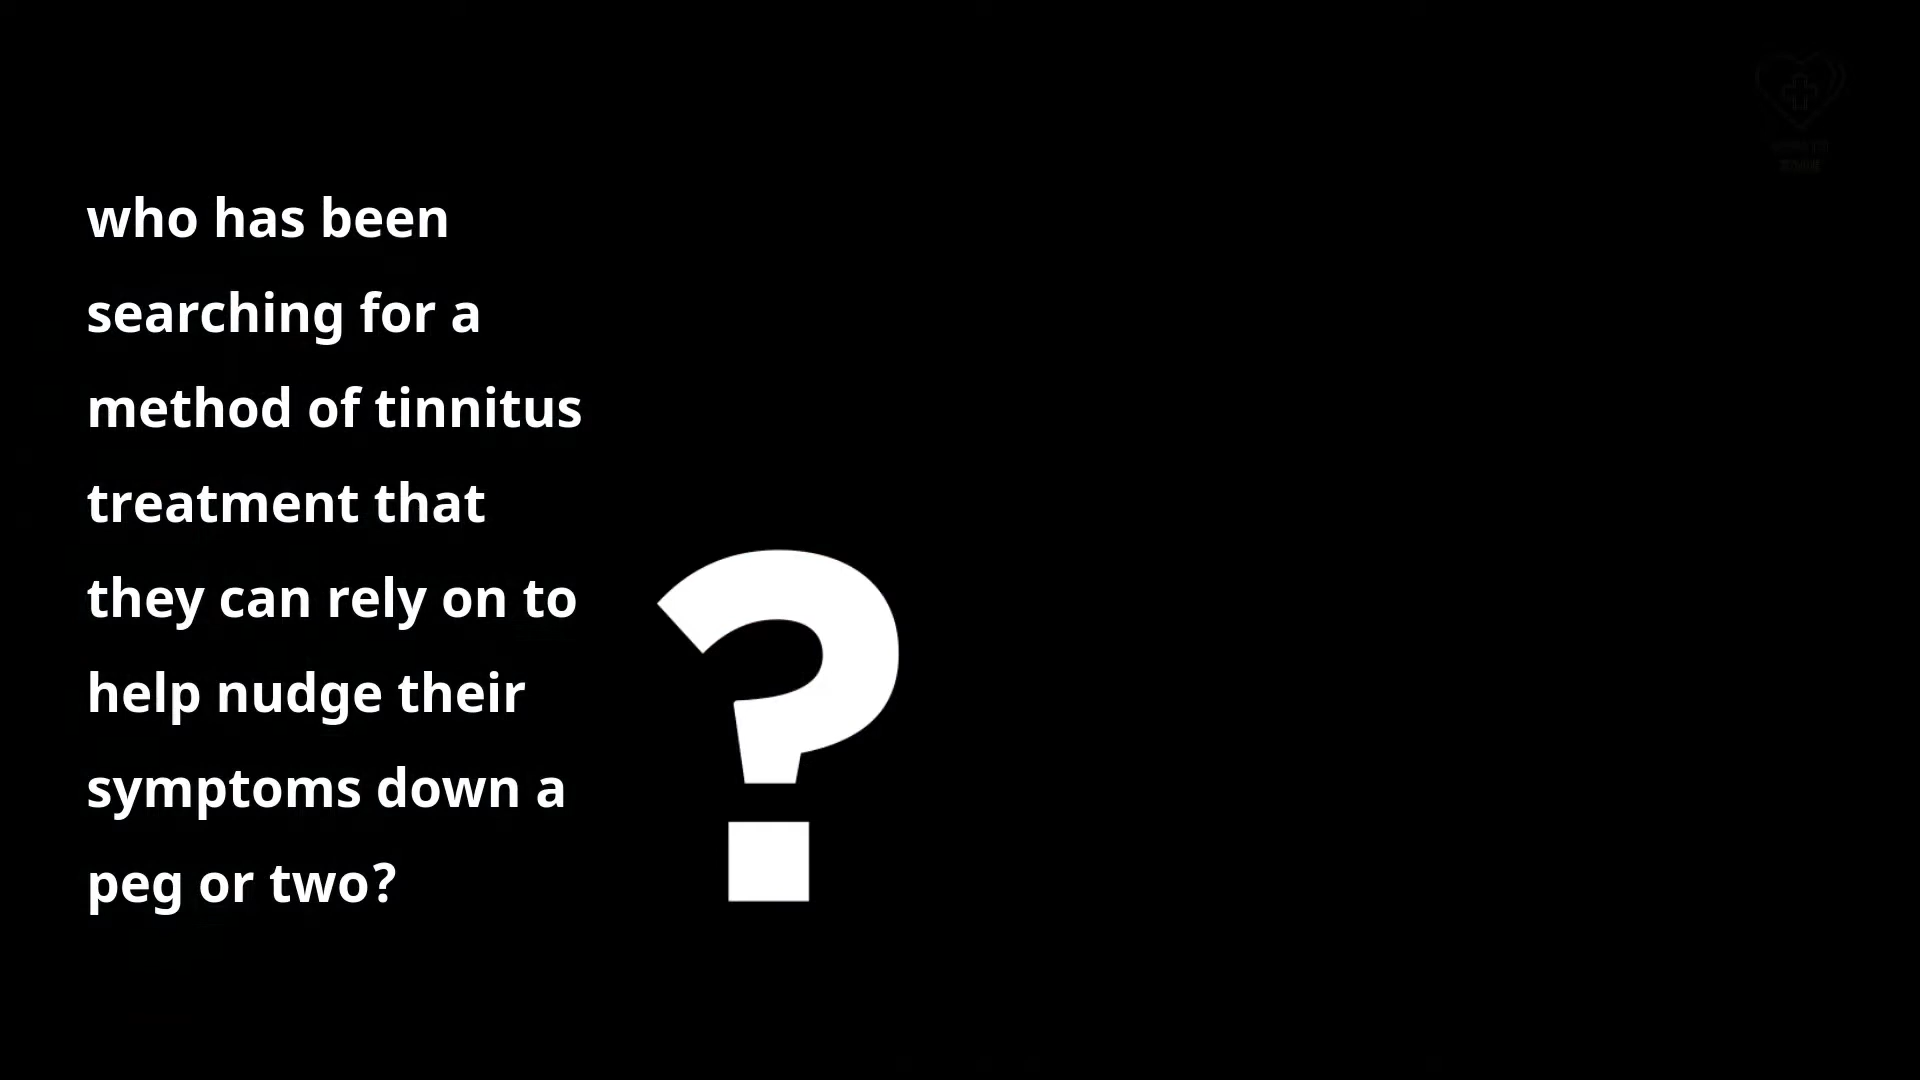 who has been
searching for a
method of tinnitus
treatment that
they can rely on to
help nudge their
symptoms down a
peg or two?
?